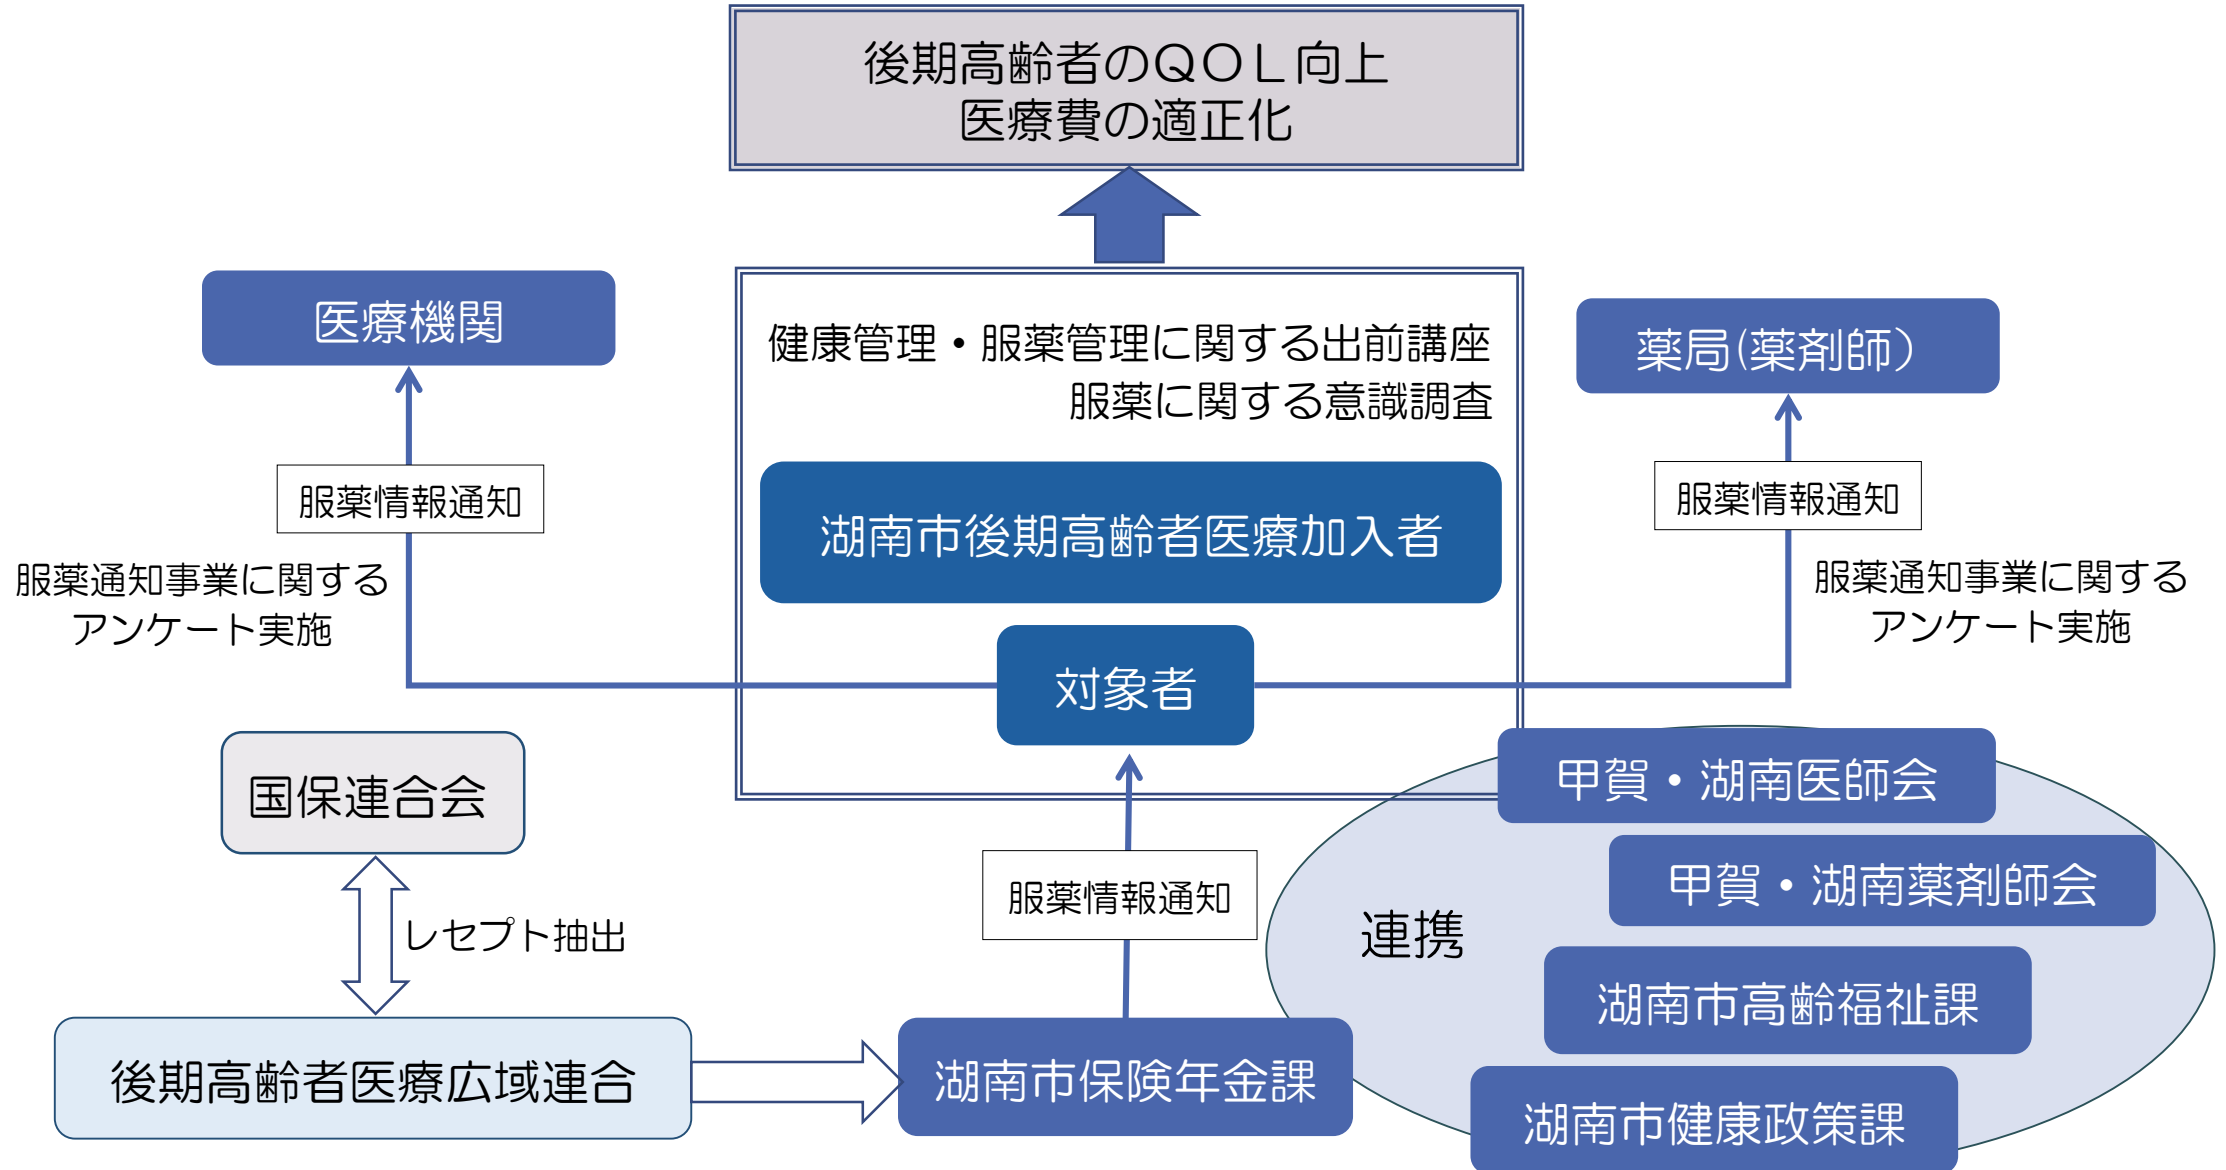 後期高齢者のＱＯＬ向上
医療費の適正化
医療機関
健康管理・服薬管理に関する出前講座
服薬に関する意識調査
薬局(薬剤師）
服薬情報通知
服薬情報通知
湖南市後期高齢者医療加入者
服薬通知事業に関する
アンケート実施
服薬通知事業に関する
アンケート実施
対象者
国保連合会
甲賀・湖南医師会
甲賀・湖南薬剤師会
服薬情報通知
連携
レセプト抽出
湖南市高齢福祉課
後期高齢者医療広域連合
湖南市保険年金課
湖南市健康政策課